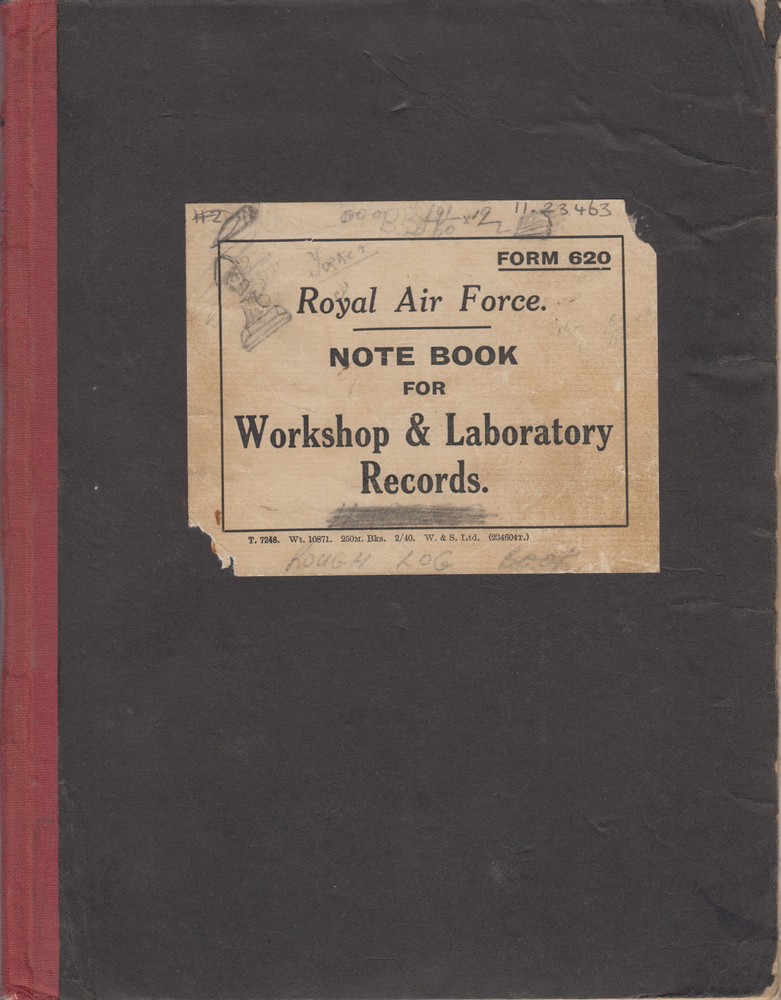 #2
11.23463
FORM 620
Royal Air Force.
NOTE BOOK
FOR
Workshop & Laboratory
Records.
T. 7248. Wt. 10871. 250M. Bks. 2/40. W. & S. Ltd. (234604T.)
ROUGH LOG BOOK